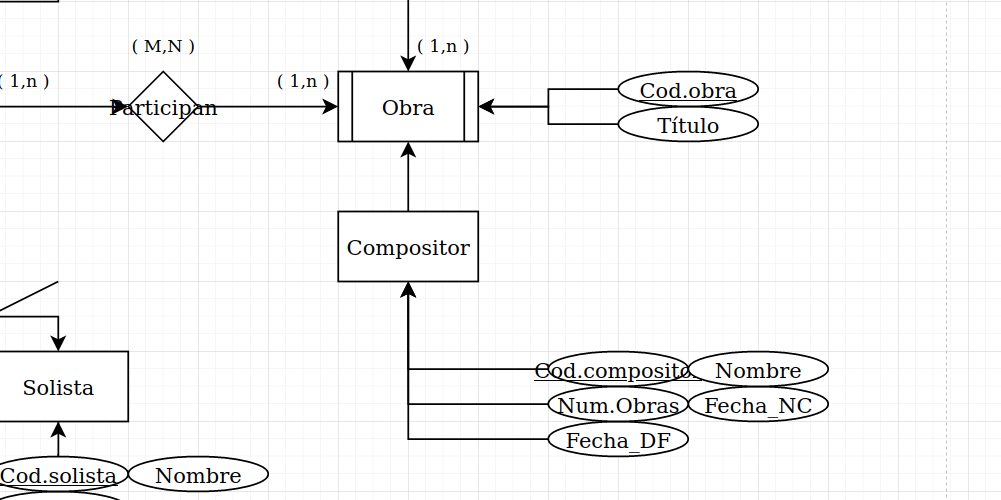 ( M,N )
( 1,n )
( 1,n )
( 1,n )
Participan
Obra
Cod.obra
Título
Compositor
Cod.compositor
Nombre
Num.Obras
Fecha_NC
Fecha_DF
Solista
Cod.solista
Nombre